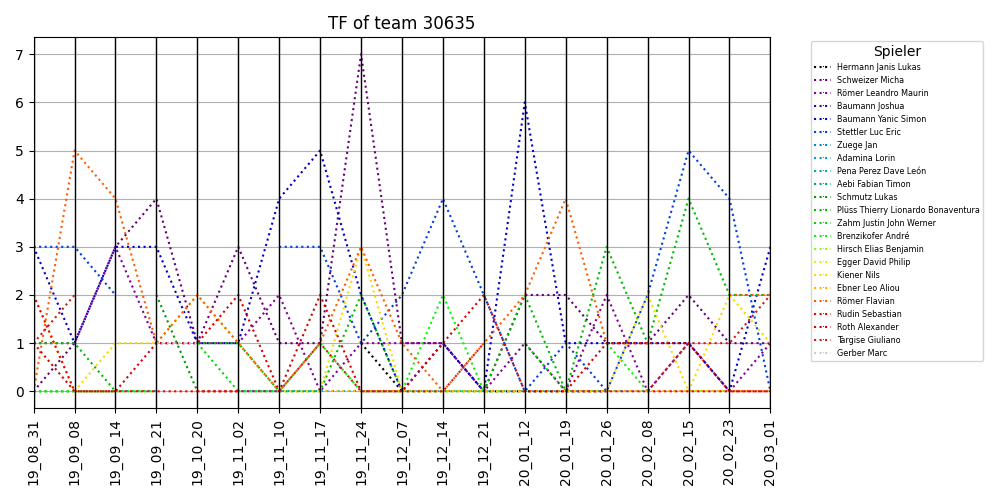 TF of team 30635
7
6
5
4
3
2
1
0
19_08_31
19_09_08
19_09_14
19_09_21
19_10_20
19_11_02
19_11_10
19_11_17
19_11_24
19_12_07
19_12_14
19_12_21
20_01_12
20_01_19
20_01_26
20_02_08
20_02_15
20_02_23
20_03_01
Spieler
Hermann Janis Lukas
Schweizer Micha
Römer Leandro Maurin
Baumann Joshua
Baumann Yanic Simon
Stettler Luc Eric
Zuege Jan
Adamina Lorin
Pena Perez Dave León
Aebi Fabian Timon
Schmutz Lukas
Plüss Thierry Lionardo Bonaventura
Zahm Justin John Werner
Brenzikofer André
Hirsch Elias Benjamin
Egger David Philip
Kiener Nils
Ebner Leo Aliou
Römer Flavian
Rudin Sebastian
Roth Alexander
Targise Giuliano
Gerber Marc